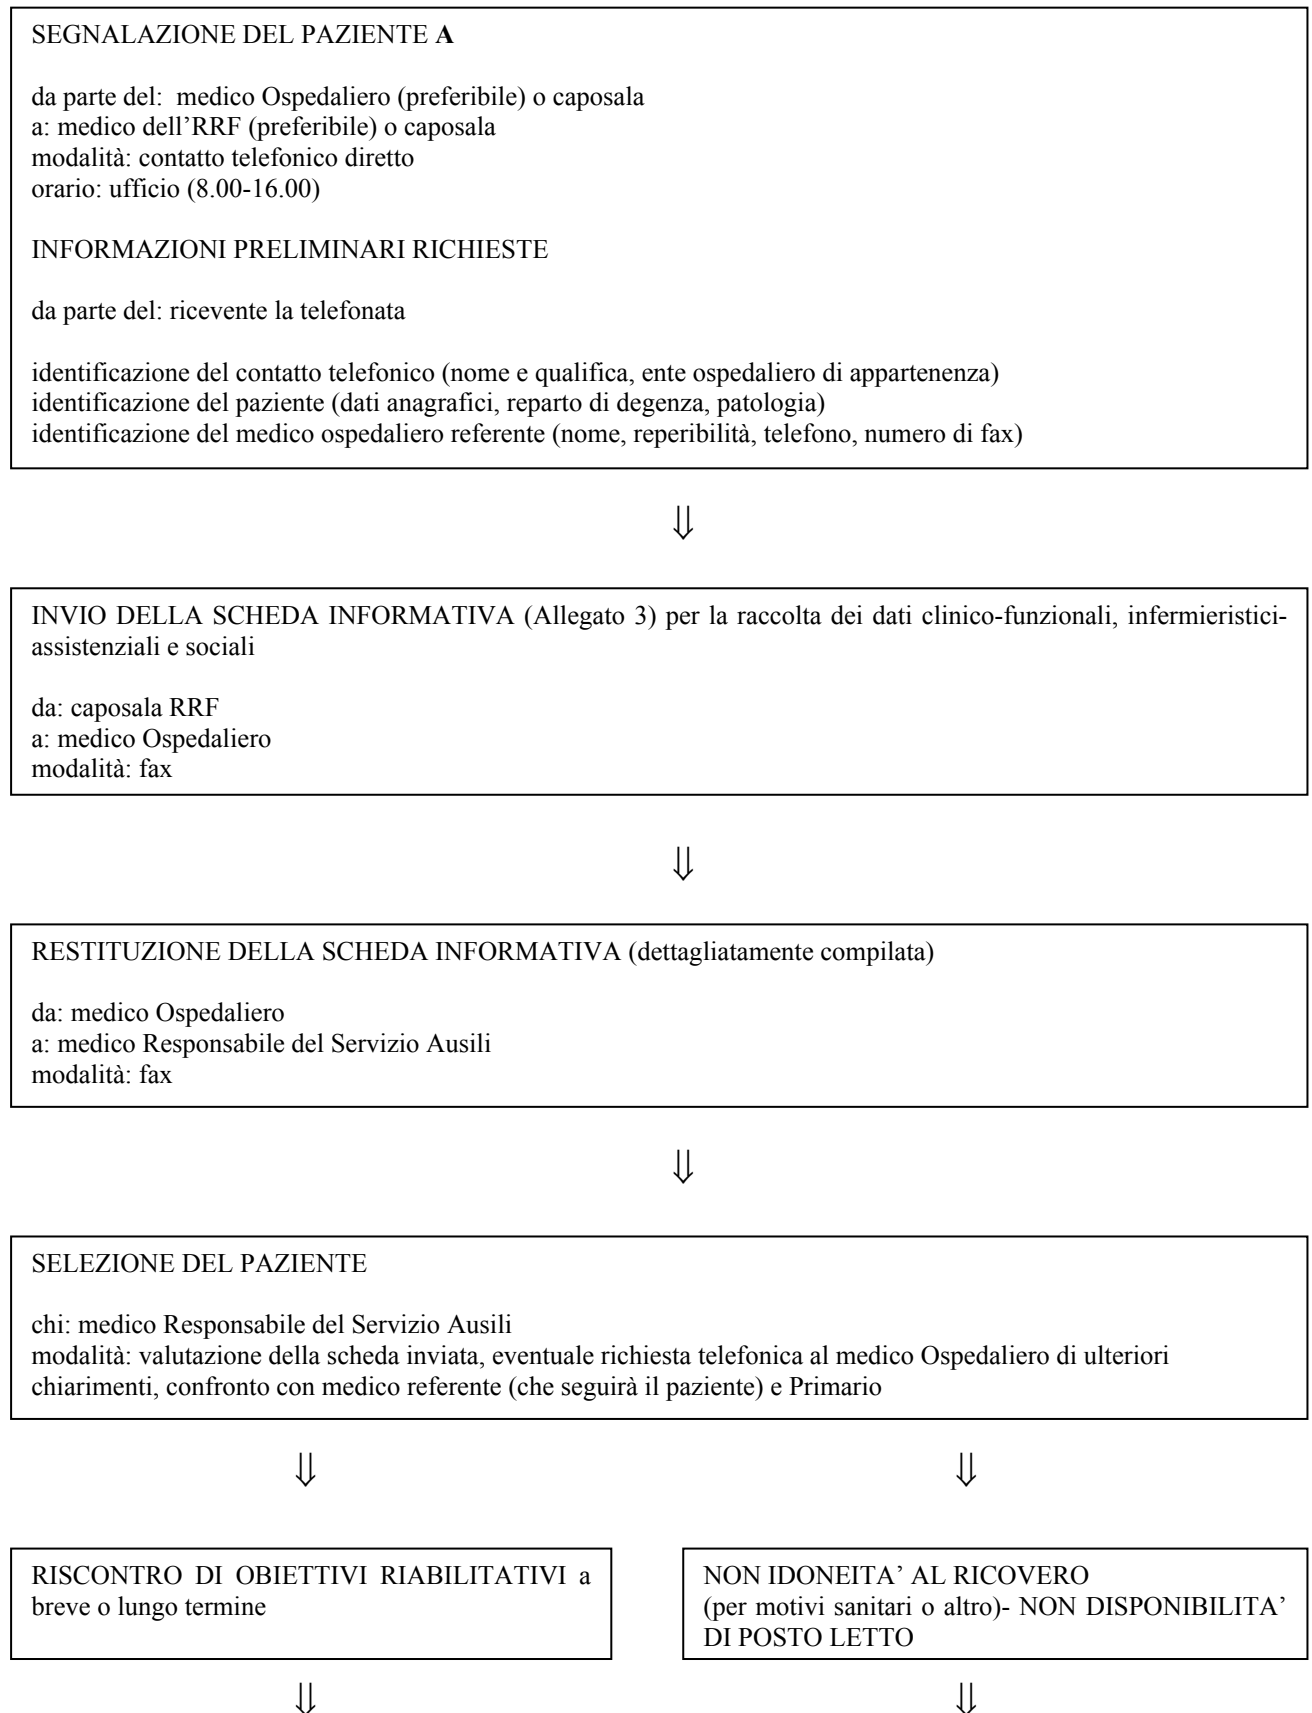 SEGNALAZIONE DEL PAZIENTE A
da parte del: medico Ospedaliero (preferibile) o caposala
a: medico dell’RRF (preferibile) o caposala
modalità: contatto telefonico diretto
orario: ufficio (8.00-16.00)
INFORMAZIONI PRELIMINARI RICHIESTE
da parte del: ricevente la telefonata
identificazione del contatto telefonico (nome e qualifica, ente ospedaliero di appartenenza)
identificazione del paziente (dati anagrafici, reparto di degenza, patologia)
identificazione del medico ospedaliero referente (nome, reperibilità, telefono, numero di fax)
⇓
INVIO DELLA SCHEDA INFORMATIVA (Allegato 3) per la raccolta dei dati clinico-funzionali, infermieristici-
assistenziali e sociali
da: caposala RRF
a: medico Ospedaliero
modalità: fax
⇓
RESTITUZIONE DELLA SCHEDA INFORMATIVA (dettagliatamente compilata)
da: medico Ospedaliero
a: medico Responsabile del Servizio Ausili
modalità: fax
⇓
SELEZIONE DEL PAZIENTE
chi: medico Responsabile del Servizio Ausili
modalità: valutazione della scheda inviata, eventuale richiesta telefonica al medico Ospedaliero di ulteriori
chiarimenti, confronto con medico referente (che seguirà il paziente) e Primario
⇓ ⇓
RISCONTRO DI OBIETTIVI RIABILITATIVI a
breve o lungo termine
NON IDONEITA’ AL RICOVERO
(per motivi sanitari o altro)- NON DISPONIBILITA’
DI POSTO LETTO
⇓ ⇓